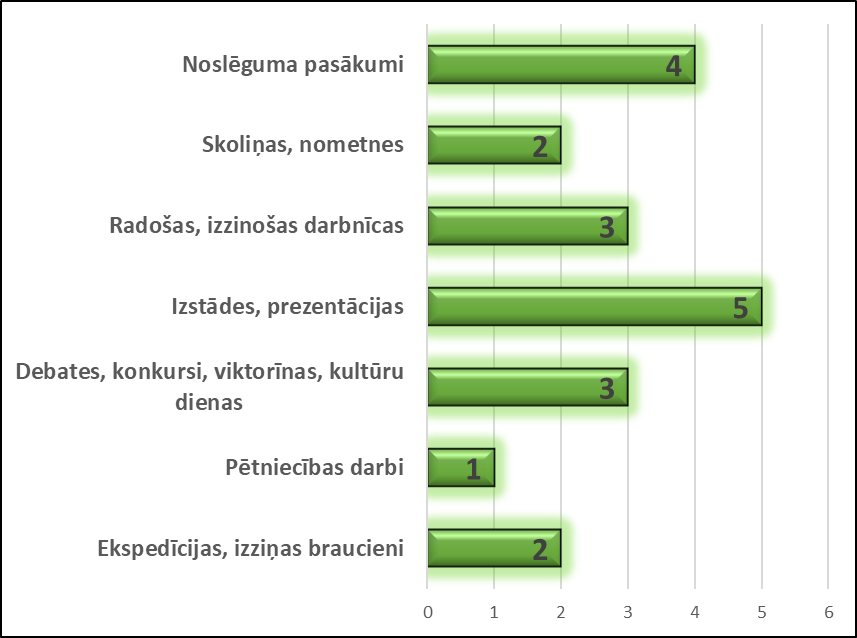 Noslēguma pasākumi
4
Skoliņas, nometnes
2
Radošas, izzinošas darbnīcas
3
Izstādes, prezentācijas
5
Debates, konkursi, viktorīnas, kultūru
dienas
3
Pētniecības darbi
1
Ekspedīcijas, izziņas braucieni
2
0 1 2 3 4 5 6